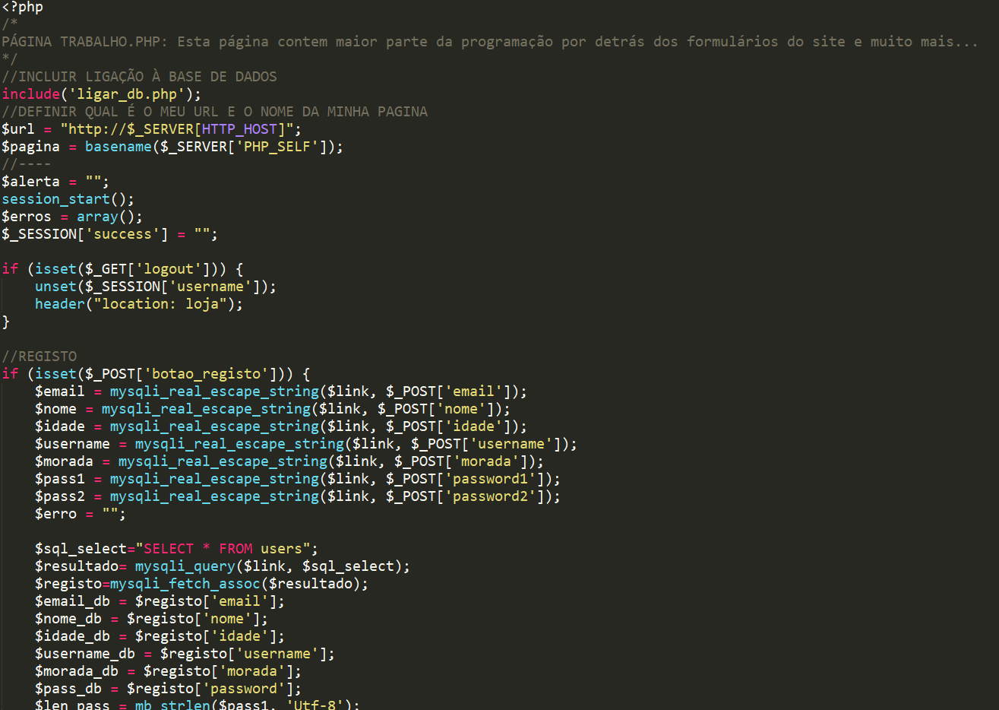 <?php
/*
PÁGINA TRABALHO.PHP: Esta página contem maior parte da programação por detrás dos formulários do site e muito mais...
*/
//INCLUIR LIGAÇÃO À BASE DE DADOS
include('ligar_db.php');
//DEFINIR QUAL É O MEU URL E O NOME DA MINHA PAGINA
$url = "http://$_SERVER[HTTP_HOST]";
$pagina = basename($_SERVER['PHP_SELF']);
//----
$alerta = "";
session_start();
$erros = array();
$_SESSION['success'] = "";
if (isset($_GET['logout'])) {
unset($_SESSION['username']);
header("location: loja");
}
//REGISTO
if (isset($_POST['botao_registo'])) {
$email = mysqli_real_escape_string($link, $_POST['email']);
$nome = mysqli_real_escape_string($link, $_POST['nome']);
$idade = mysqli_real_escape_string($link, $_POST['idade']);
$username = mysqli_real_escape_string($link, $_POST['username']);
$morada = mysqli_real_escape_string($link, $_POST['morada']);
$pass1 = mysqli_real_escape_string($link, $_POST['password1']);
$pass2 = mysqli_real_escape_string($link, $_POST['password2']);
$erro = "";
$sql_select="SELECT * FROM users";
$resultado= mysqli_query($link, $sql_select);
$registo=mysqli_fetch_assoc($resultado);
$email_db = $registo['email'];
$nome_db = $registo['nome'];
$idade_db = $registo['idade'];
$username_db = $registo['username'];
$morada_db = $registo['morada'];
$pass_db = $registo['password'];
$len_pass = mb_strlen($pass1, 'Utf-8');